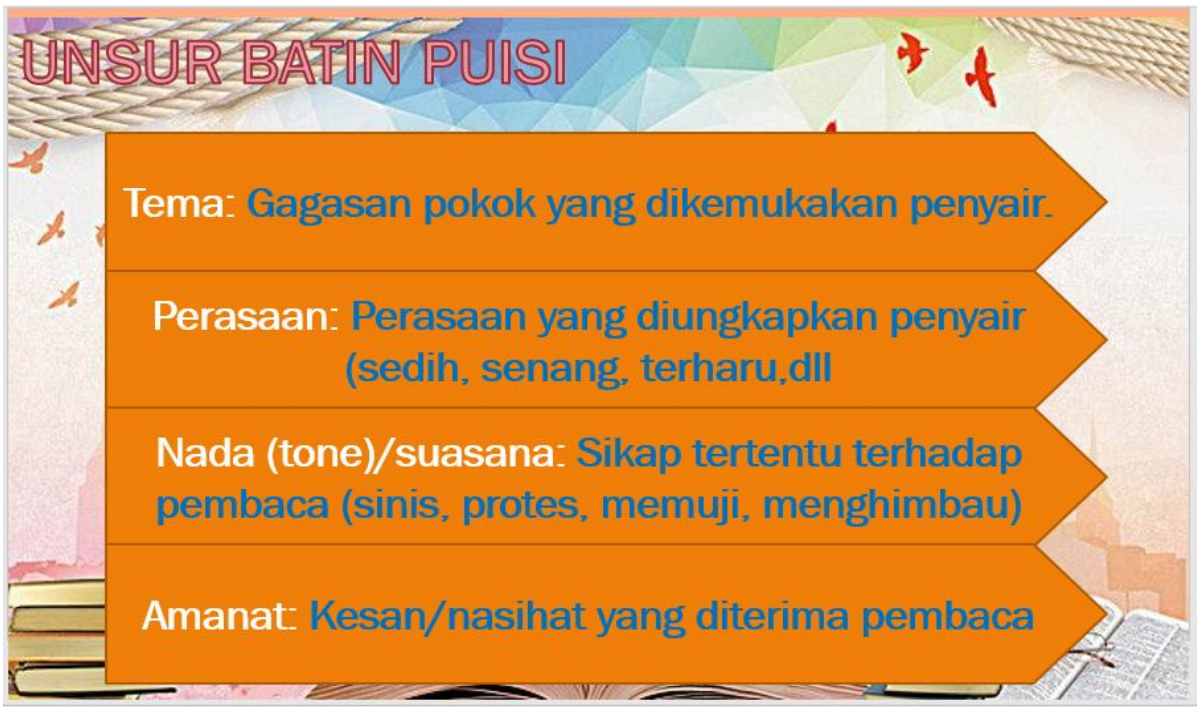 UNSUR BATIN PUISI
Tema: Gagasan pokok yang dikemukakan penyair.
Perasaan: Perasaan yang diungkapkan penyair
(sedih, senang, terharu,dll
Nada (tone)/suasana: Sikap tertentu terhadap
pembaca (sinis, protes, memuji, menghimbau)
Amanat: Kesan/nasihat yang diterima pembaca